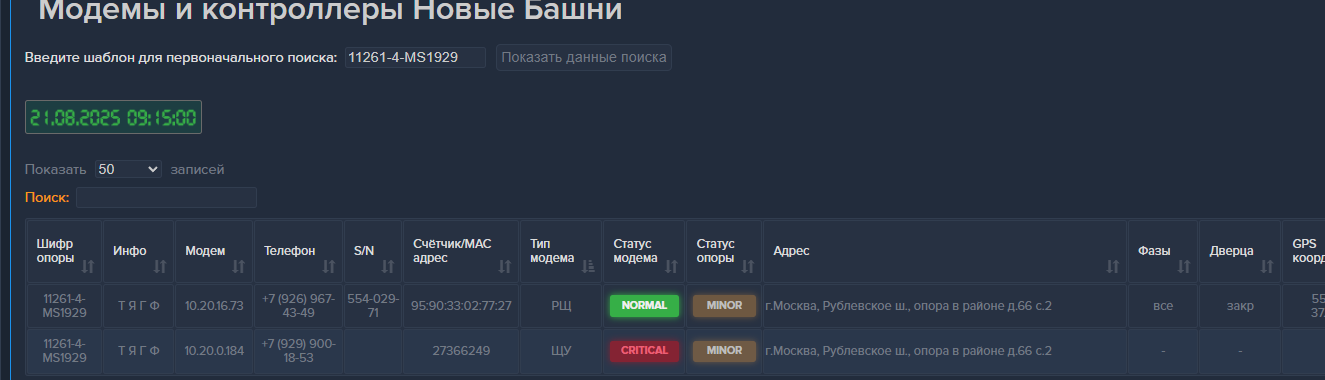 Модемы и контроллеры Новые Башни
Введите шаблон для первоначального поиска: 11261-4-MS1929 Показать данные поиска
21.08.2025 09:15:00
Показать 50 записей
Поиск:
Шифр опоры Инфо Модем Телефон S/N Счётчик/MAC адрес Тип модема Статус модема Статус опоры Адрес Фазы Дверца GPS
11261-4-MS1929 Т Я Г Ф 10.20.16.73 +7 (926) 967-43-49 554-029-71 95:90:33:02:77:27 РЩ NORMAL MINOR г.Москва, Рублевское ш., опора в районе д.66 с.2 все закр
11261-4-MS1929 Т Я Г Ф 10.20.0.184 +7 (929) 900-18-53 27366249 ЩУ CRITICAL MINOR г.Москва, Рублевское ш., опора в районе д.66 с.2 - -